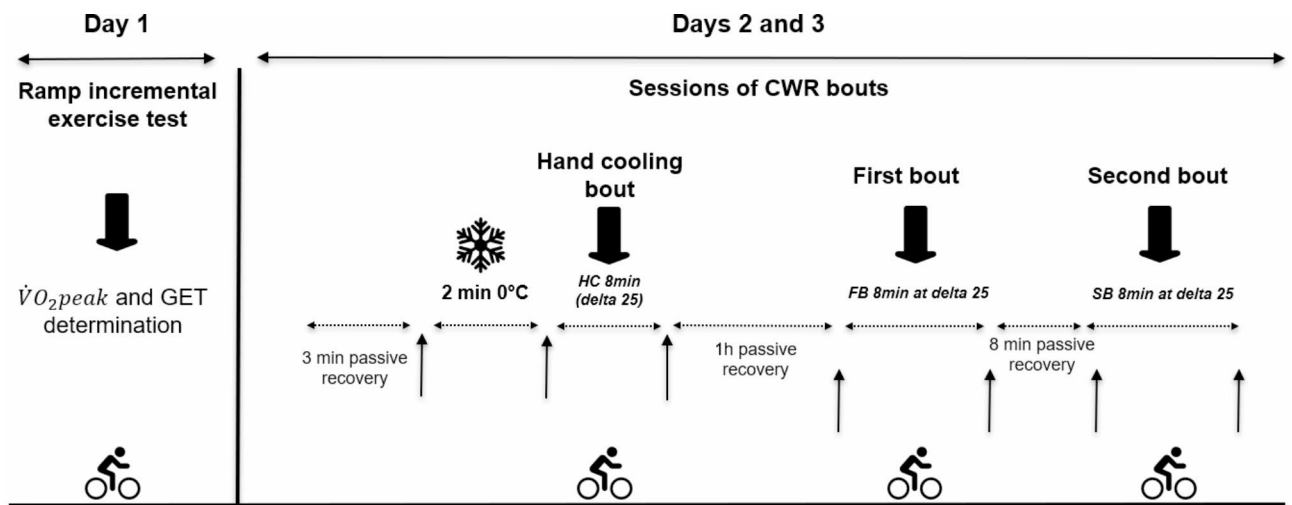 Day 1
Days 2 and 3
Ramp incremental
exercise test
Sessions of CWR bouts
Hand cooling
bout
First bout
Second bout
2 min 0ºC
HC 8min
(delta 25)
FB 8min at delta 25
SB 8min at delta 25
V̇O₂peak and GET
determination
3 min passive
recovery
1h passive
recovery
8 min passive
recovery